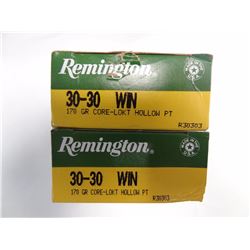 Remington
30-30 WIN
170 GR CORE-LOKT HOLLOW PT
R30303
Remington
30-30 WIN
170 GR CORE-LOKT HOLLOW PT
R30303